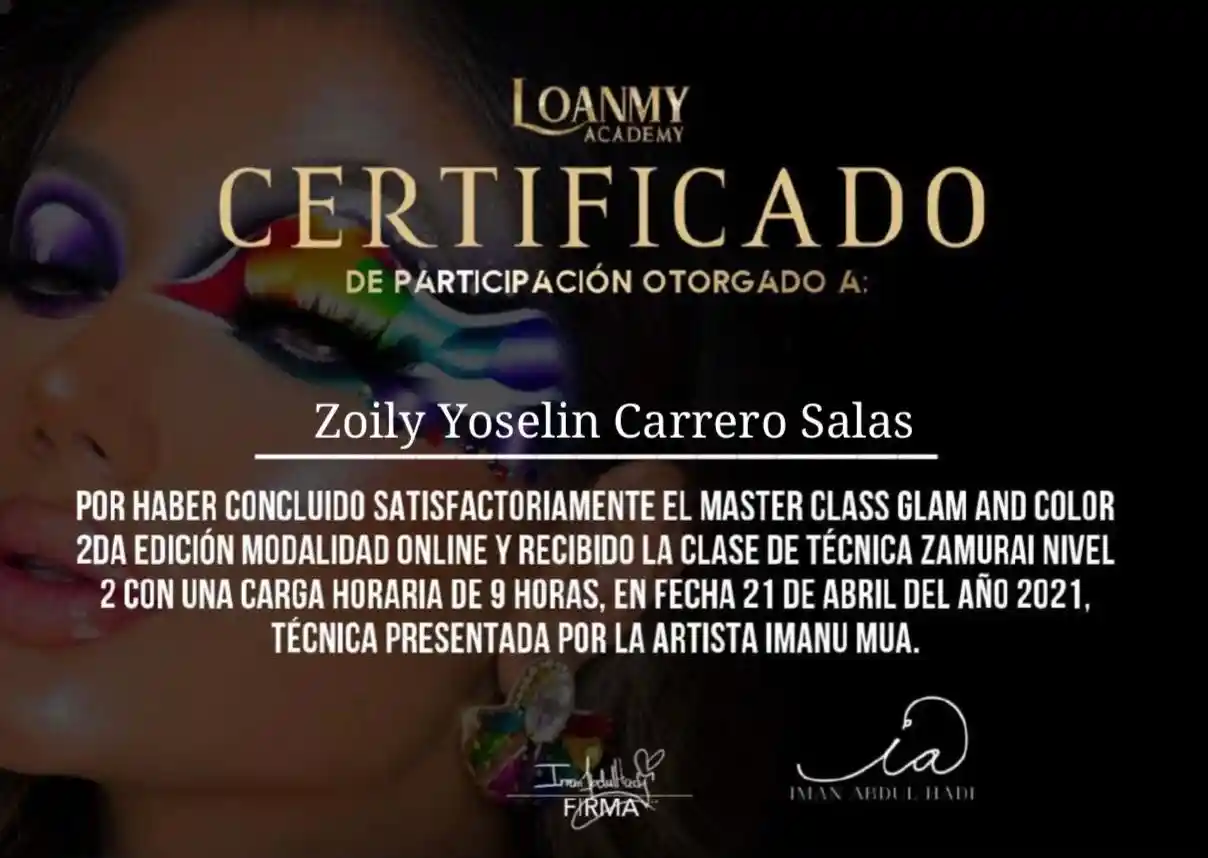 LOANMY
ACADEMY
CERTIFICADO
DE PARTICIPACIÓN OTORGADO A:
Zoily Yoselin Carrero Salas
POR HABER CONCLUIDO SATISFACTORIAMENTE EL MASTER CLASS GLAM AND COLOR
2DA EDICIÓN MODALIDAD ONLINE Y RECIBIDO LA CLASE DE TÉCNICA ZAMURAI NIVEL
2 CON UNA CARGA HORARIA DE 9 HORAS, EN FECHA 21 DE ABRIL DEL AÑO 2021,
TÉCNICA PRESENTADA POR LA ARTISTA IMANU MUA.
FIRMA
ia
IMAN ABDUL HADI